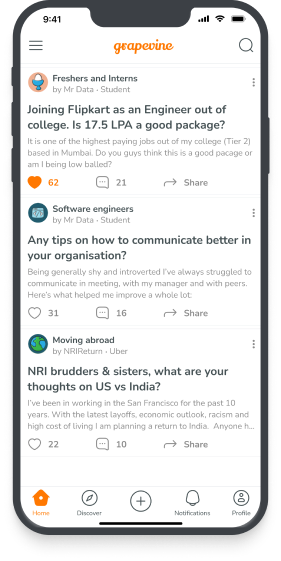 9:41
grapevine
Freshers and Interns
by Mr Data · Student
Joining Flipkart as an Engineer out of
college. Is 17.5 LPA a good package?
It is one of the highest paying jobs out of my college (Tier 2)
based in Mumbai. Do you guys think this is a good pacage or
am I being low balled?
62 21 Share
Software engineers
by Mr Data · Student
Any tips on how to communicate better in
your organisation?
Being generally shy and introverted I've always struggled to
communicate in meeting, with my manager and with peers.
Here's what helped me improve a whole lot:
31 16 Share
Moving abroad
by NRIReturn · Uber
NRI brudders & sisters, what are your
thoughts on US vs India?
I've been in working in the San Francisco for the past 10
years. With the latest layoffs, economic outlook, racism and
high cost of living I am planning a return to India. Anyone h...
22 10 Share
Home Discover Notifications Profile